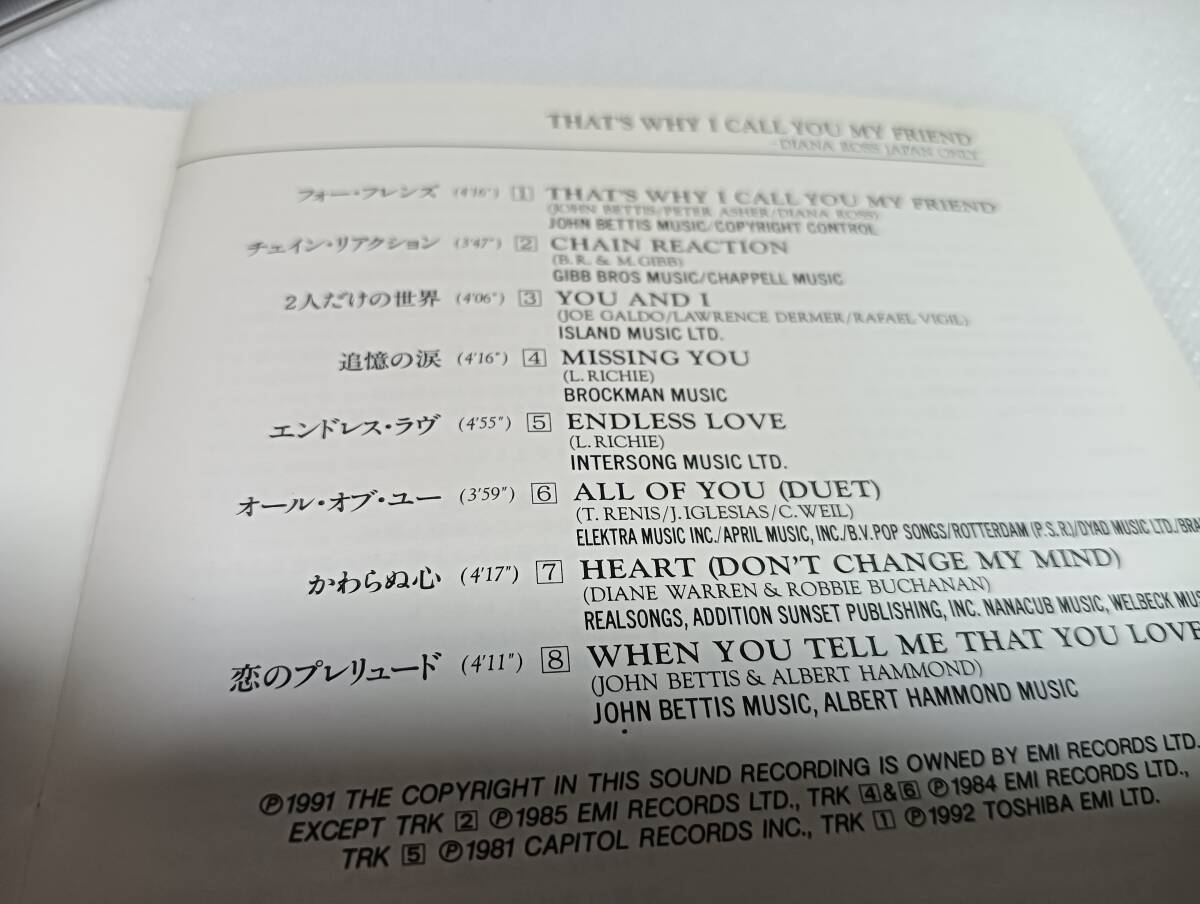 THAT'S WHY I CALL YOU MY FRIEND
-DIANA ROSS JAPAN ONLY
フォー・フレンズ (4'16") 1 THAT'S WHY I CALL YOU MY FRIEND
(JOHN BETTIS/PETER ASHER/DIANA ROSS)
JOHN BETTIS MUSIC/COPYRIGHT CONTROL
チェイン・リアクション (3'47") 2 CHAIN REACTION
(B.R. & M.GIBB)
GIBB BROS MUSIC/CHAPPELL MUSIC
2人だけの世界 (4'06") 3 YOU AND I
(JOE GALDO/LAWRENCE DERMER/RAFAEL VIGIL)
ISLAND MUSIC LTD.
追憶の涙 (4'16") 4 MISSING YOU
(L.RICHIE)
BROCKMAN MUSIC
エンドレス・ラヴ (4'55") 5 ENDLESS LOVE
(L.RICHIE)
INTERSONG MUSIC LTD.
オール・オブ・ユー (3'59") 6 ALL OF YOU (DUET)
(T. RENIS/J.IGLESIAS/C.WEIL)
ELEKTRA MUSIC INC./APRIL MUSIC, INC./B.V.POP SONGS/ROTTERDAM (P.S.R.)/DYAD MUSIC LTD./BRA
かわらぬ心 (4'17") 7 HEART (DON'T CHANGE MY MIND)
(DIANE WARREN & ROBBIE BUCHANAN)
REALSONGS, ADDITION SUNSET PUBLISHING, INC. NANACUB MUSIC, WELBECK MUS
恋のプレリュード (4'11") 8 WHEN YOU TELL ME THAT YOU LOVE
(JOHN BETTIS & ALBERT HAMMOND)
JOHN BETTIS MUSIC, ALBERT HAMMOND MUSIC
℗1991 THE COPYRIGHT IN THIS SOUND RECORDING IS OWNED BY EMI RECORDS LTD.
EXCEPT TRK 2 ℗1985 EMI RECORDS LTD., TRK 4&6 ℗1984 EMI RECORDS LTD.,
TRK 5 ℗1981 CAPITOL RECORDS INC., TRK 1 ℗1992 TOSHIBA EMI LTD.